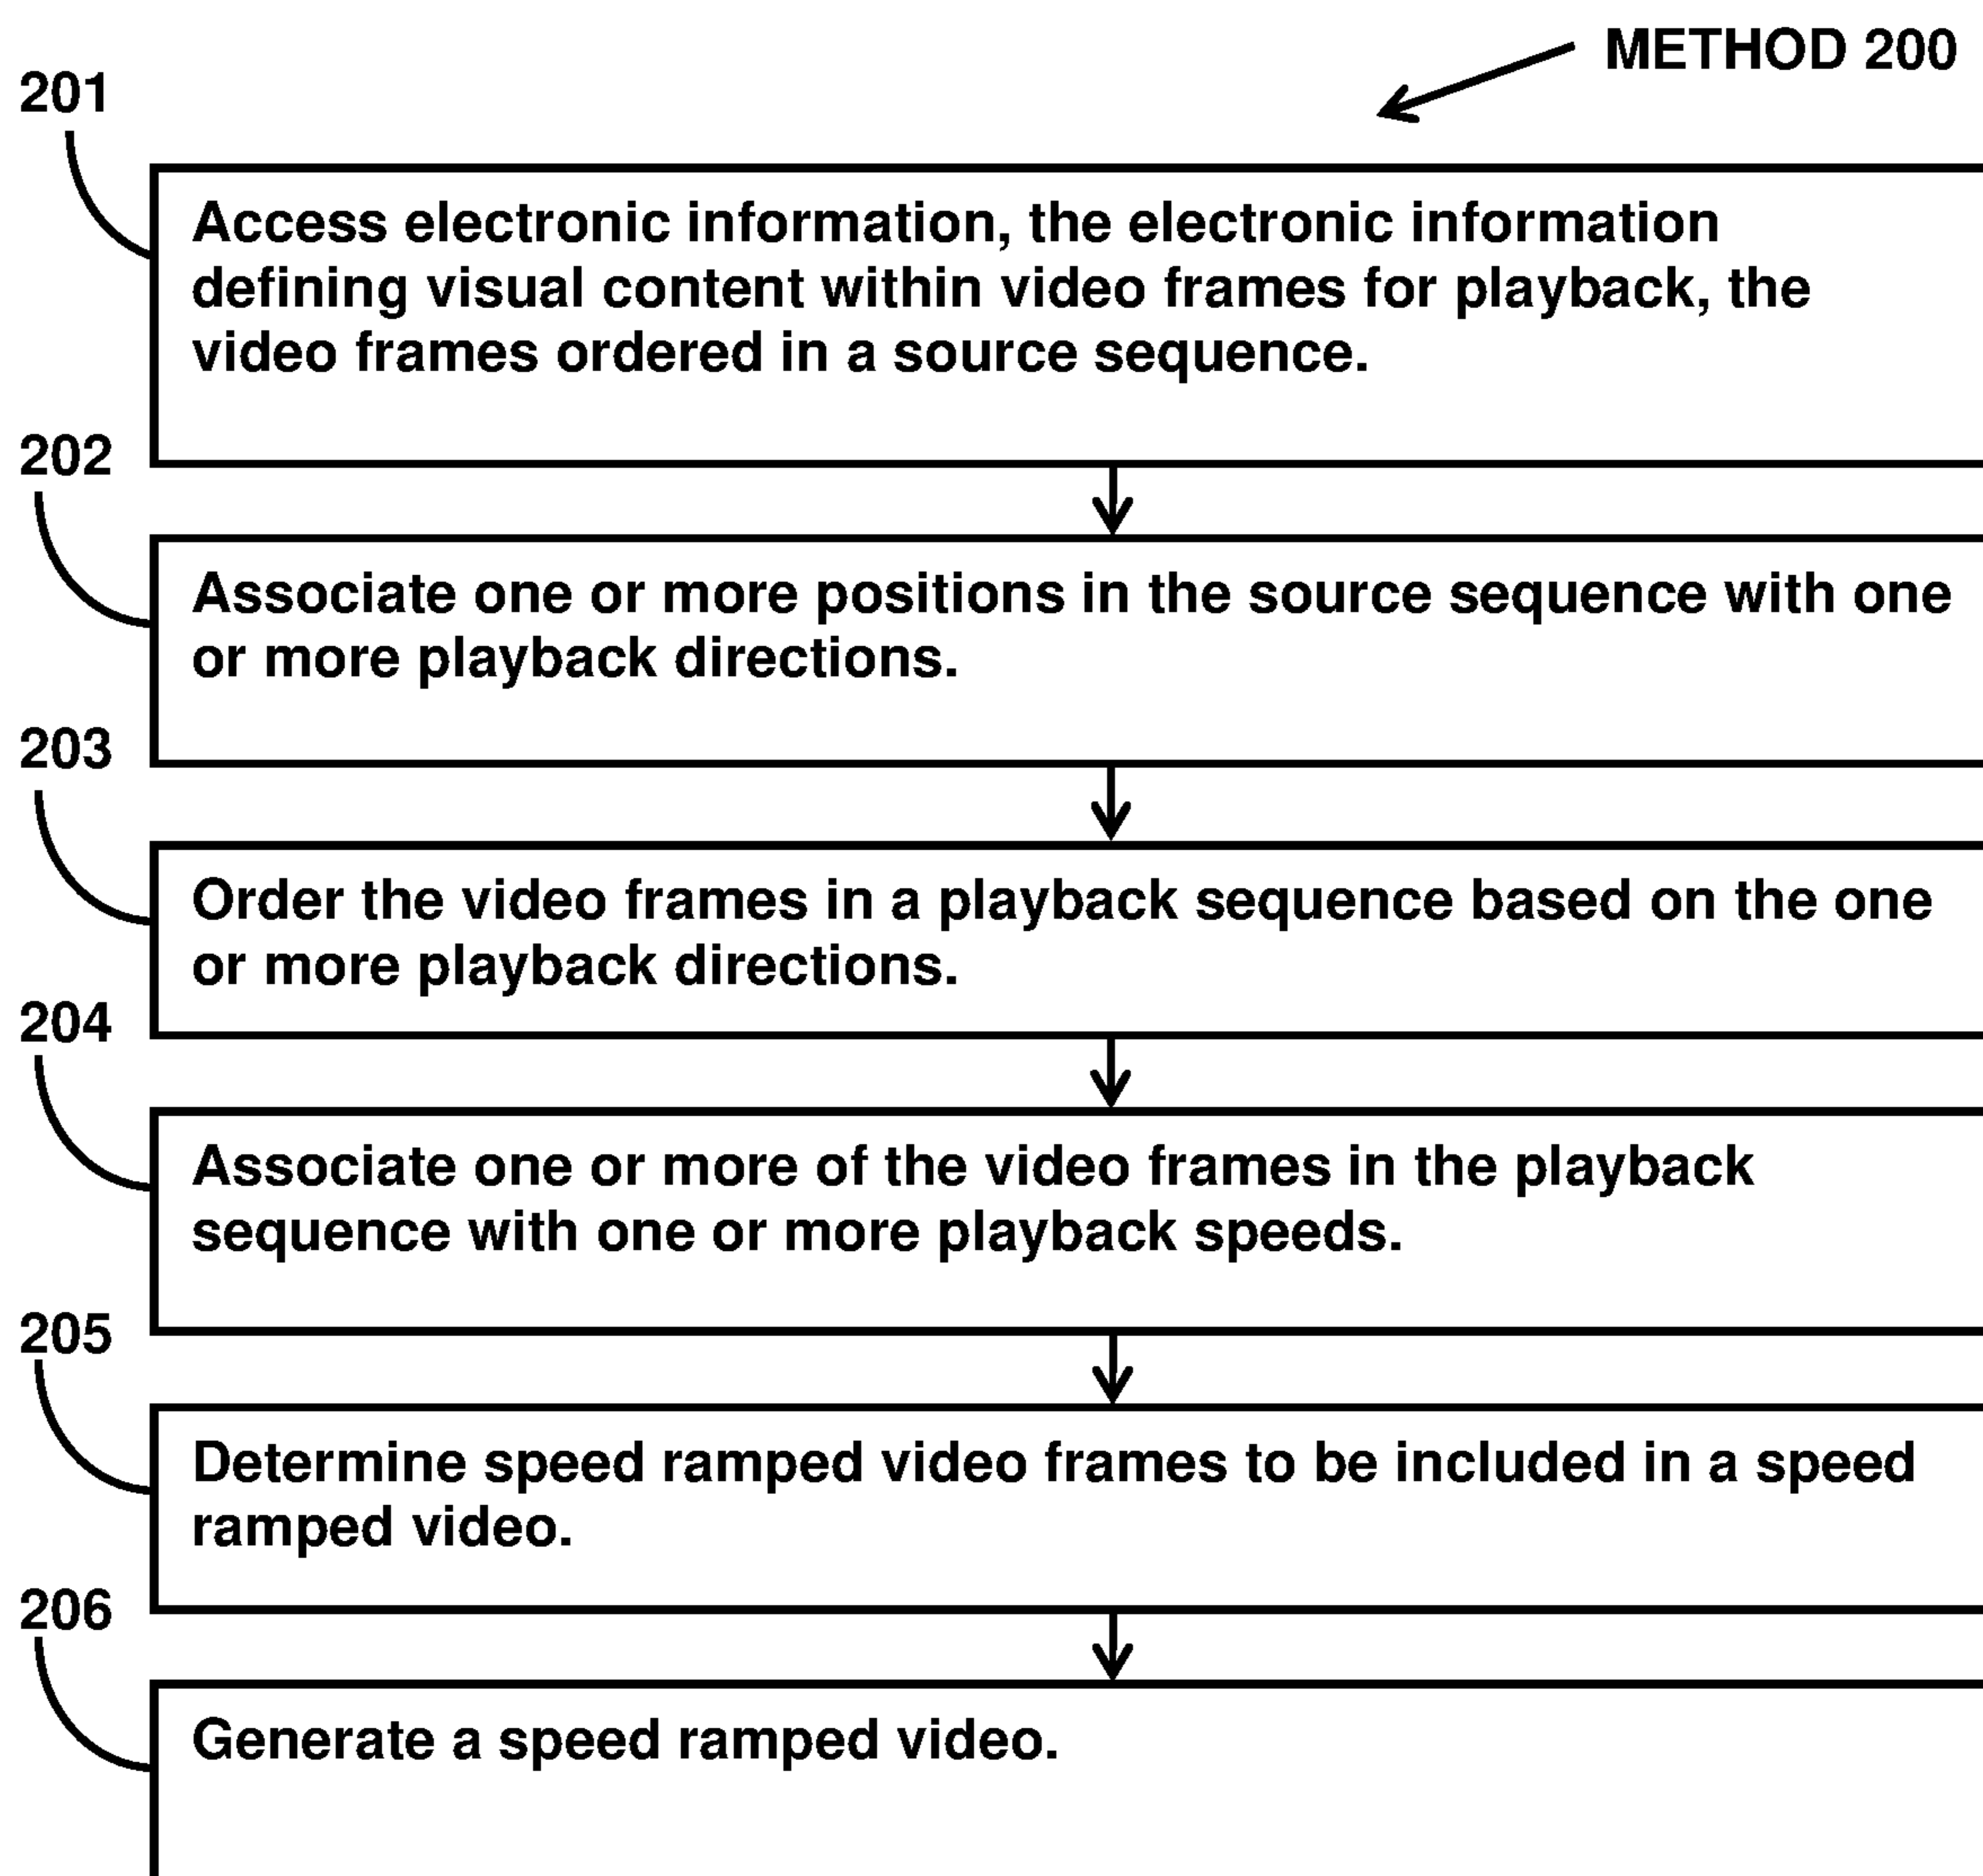 METHOD 200
201
Access electronic information, the electronic information
defining visual content within video frames for playback, the
video frames ordered in a source sequence.
202
Associate one or more positions in the source sequence with one
or more playback directions.
203
Order the video frames in a playback sequence based on the one
or more playback directions.
204
Associate one or more of the video frames in the playback
sequence with one or more playback speeds.
205
Determine speed ramped video frames to be included in a speed
ramped video.
206
Generate a speed ramped video.